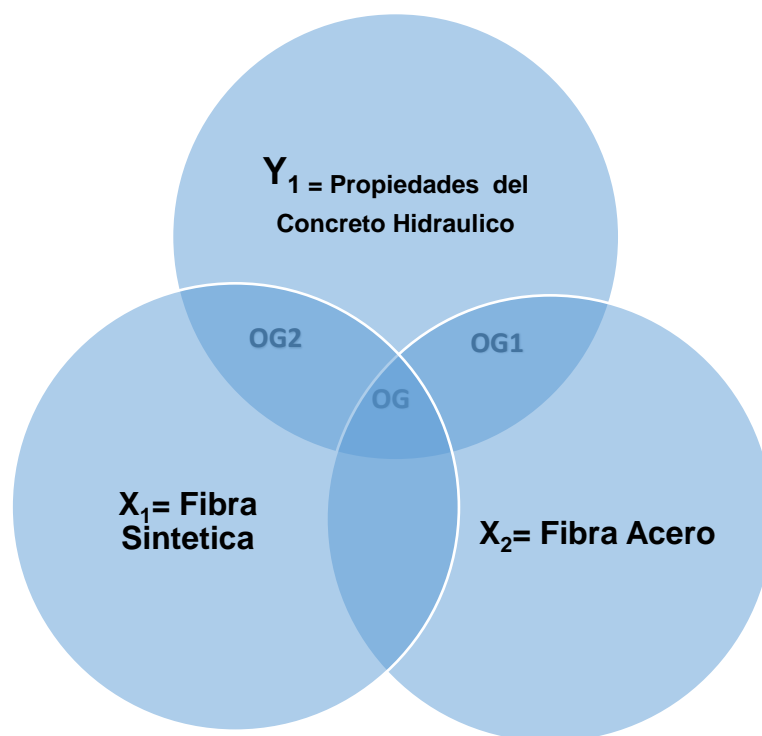 Y₁ = Propiedades del
Concreto Hidraulico
OG2
OG1
OG
X₁= Fibra
Sintetica
X₂= Fibra Acero